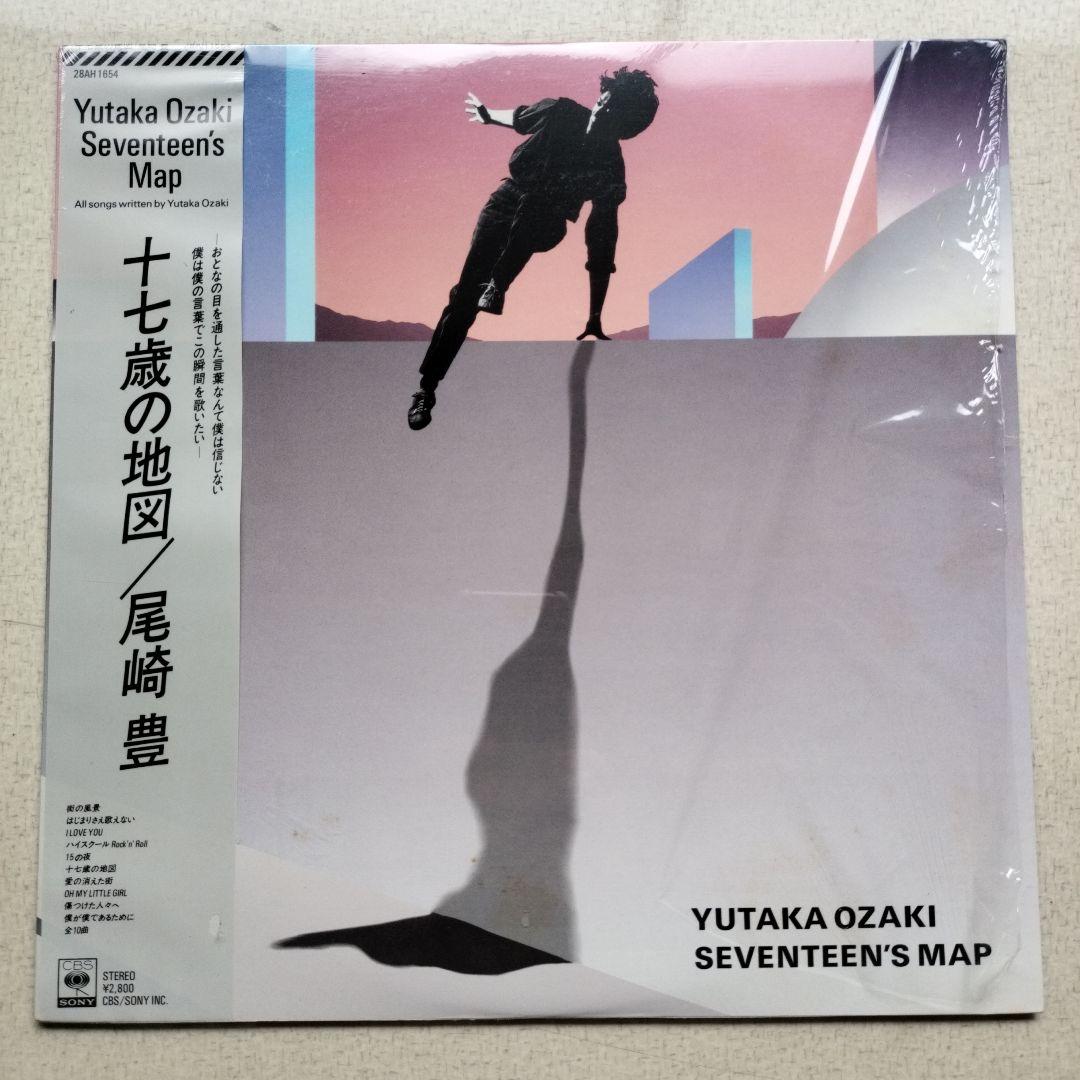 28AH 1654
Yutaka Ozaki
Seventeen's
Map
All songs written by Yutaka Ozaki
十七歳の地図／尾崎 豊
—おとなの目を通した言葉なんて僕は信じない
僕は僕の言葉でこの瞬間を歌いたい—
街の風景
はじまりさえ歌えない
I LOVE YOU
ハイスクール Rock'n' Roll
15の夜
十七歳の地図
愛の消えた街
OH MY LITTLE GIRL
傷つけた人々へ
僕が僕であるために
全10曲
CBS
SONY
STEREO
¥2,800
CBS/SONY INC.
YUTAKA OZAKI
SEVENTEEN'S MAP